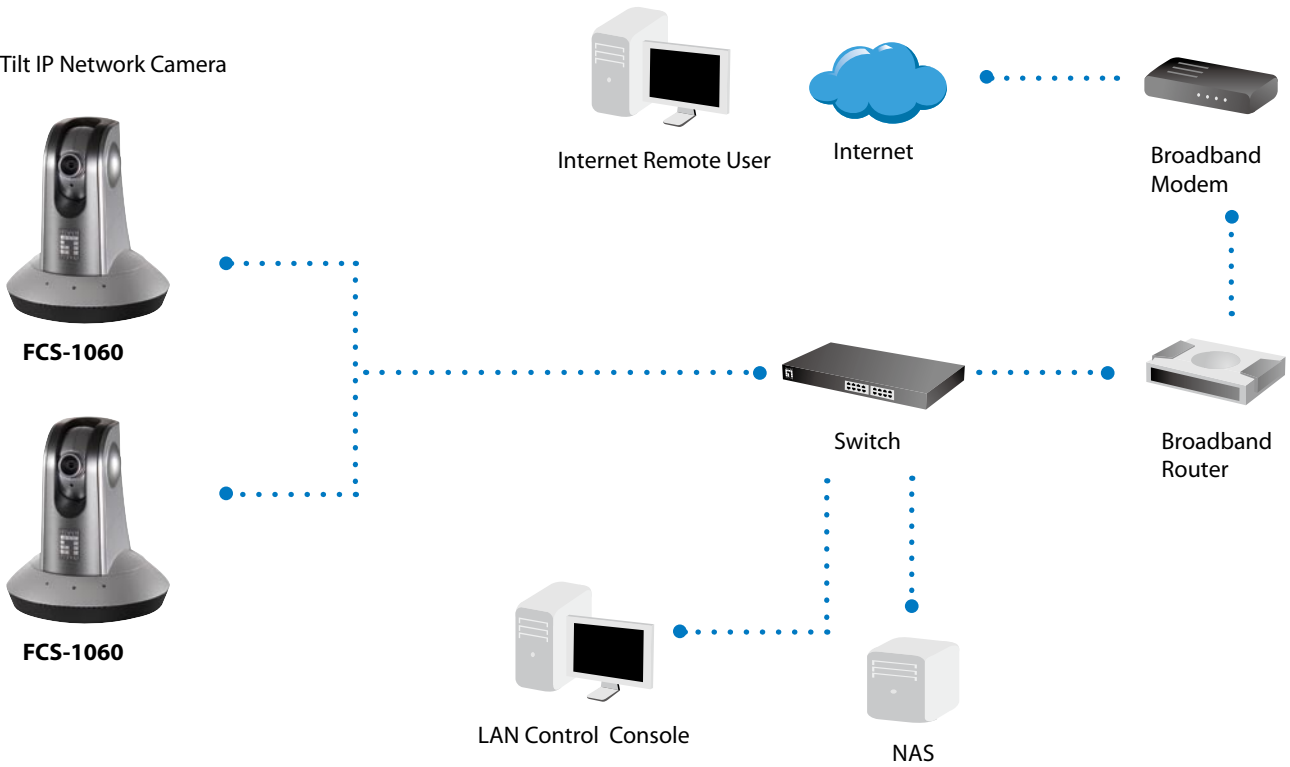 Tilt IP Network Camera
Internet Remote User
Internet
Broadband
Modem
FCS-1060
Switch
Broadband
Router
FCS-1060
LAN Control Console
NAS